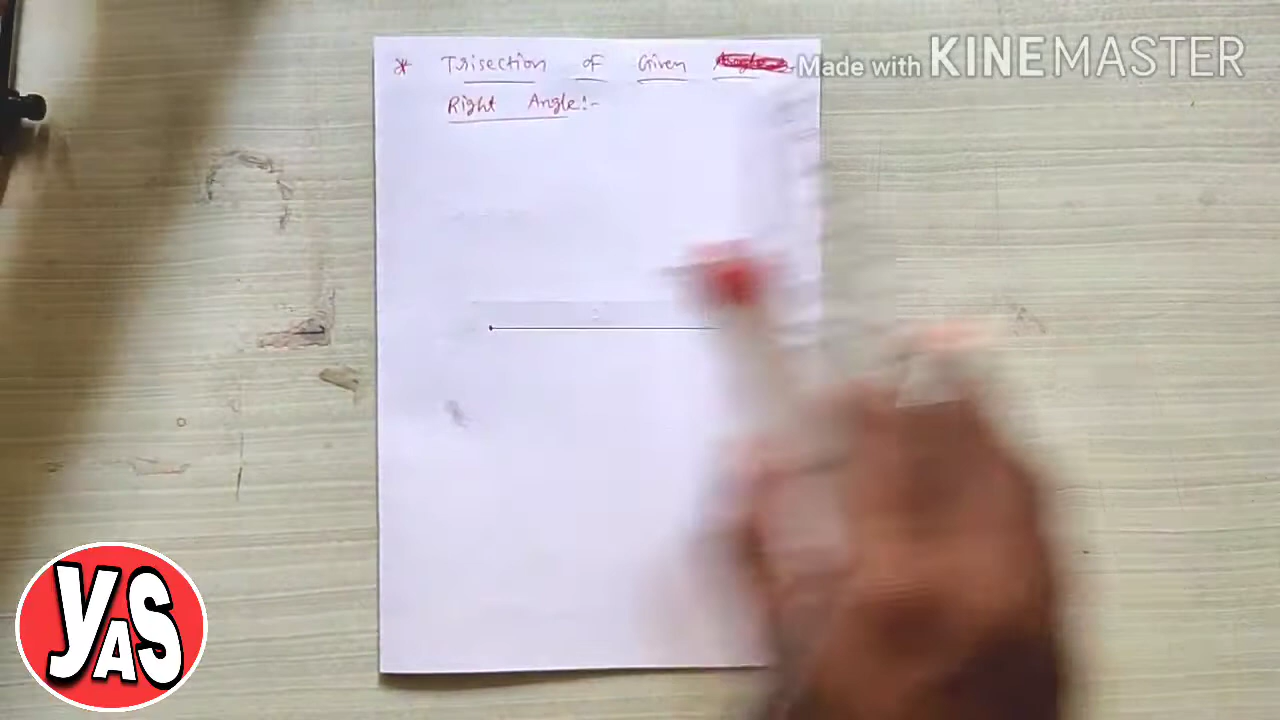 * Trisection of Given
Right Angle:-
Made with KINEMASTER
YAS